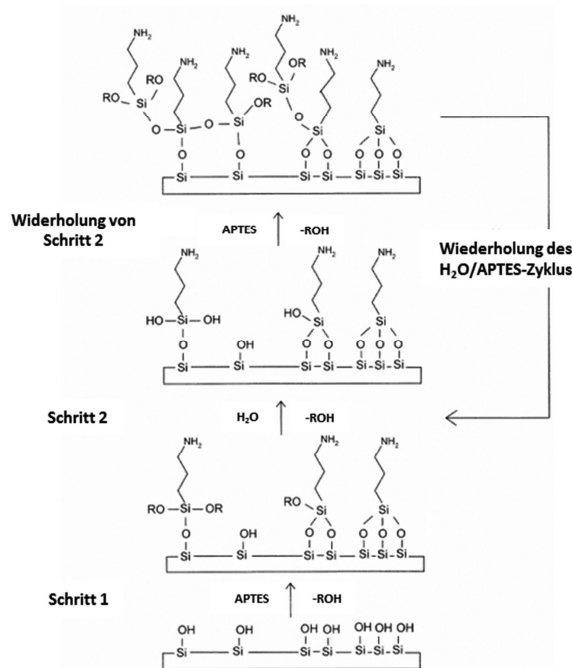 NH₂ NH₂
NH₂ NH₂ NH₂ NH₂
RO RO Si OR
RO Si OR
O Si O Si O Si Si
O O O O O O O
Si Si Si Si Si Si Si
Widerholung von
Schritt 2
APTES -ROH
Wiederholung des
H₂O/APTES-Zyklus
NH₂ NH₂ NH₂
HO Si OH HO Si Si
O OH O O O O O
Si Si Si Si Si Si Si
Schritt 2
H₂O -ROH
NH₂ NH₂ NH₂
RO Si OR RO Si Si
O OH O O O O O
Si Si Si Si Si Si Si
Schritt 1
APTES -ROH
OH OH OH OH OH OH OH
Si Si Si Si Si Si Si